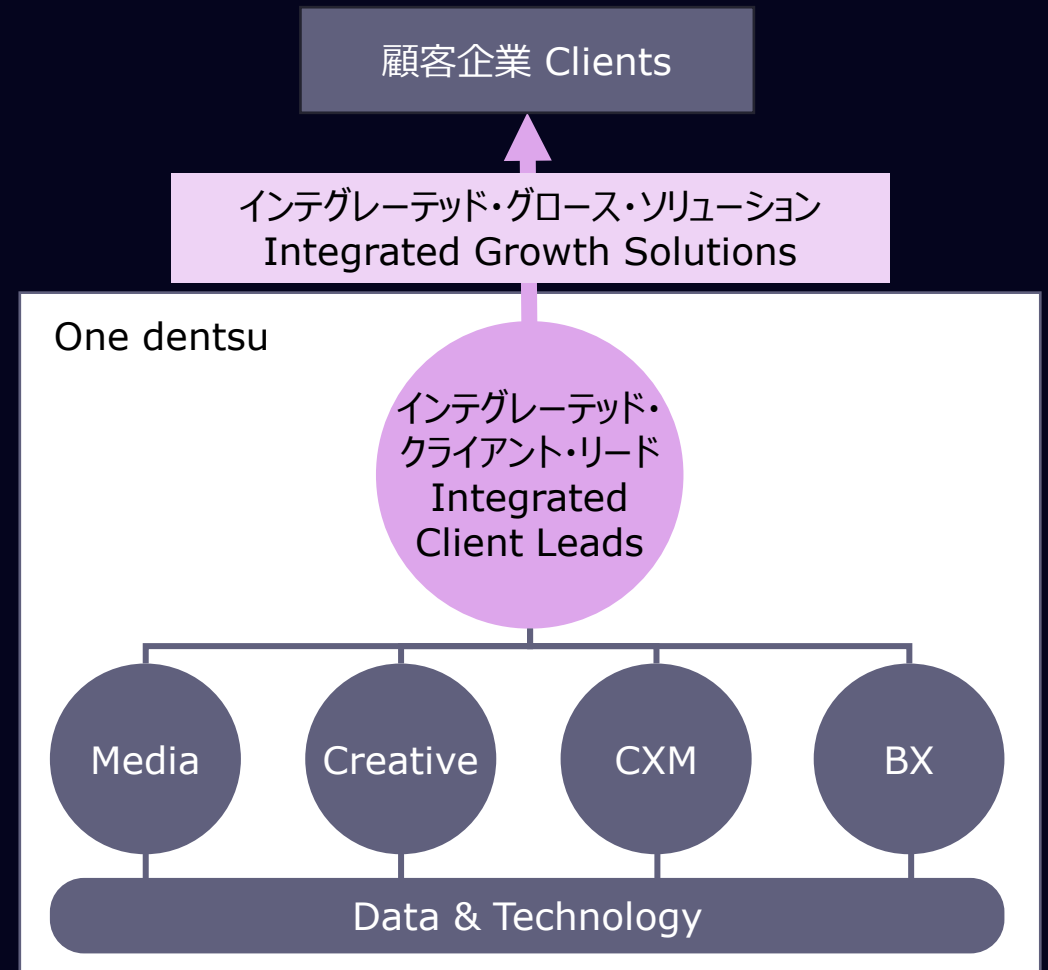 顧客企業 Clients
インテグレーテッド・グロース・ソリューション
Integrated Growth Solutions
One dentsu
インテグレーテッド・
クライアント・リード
Integrated
Client Leads
Media
Creative
CXM
BX
Data & Technology